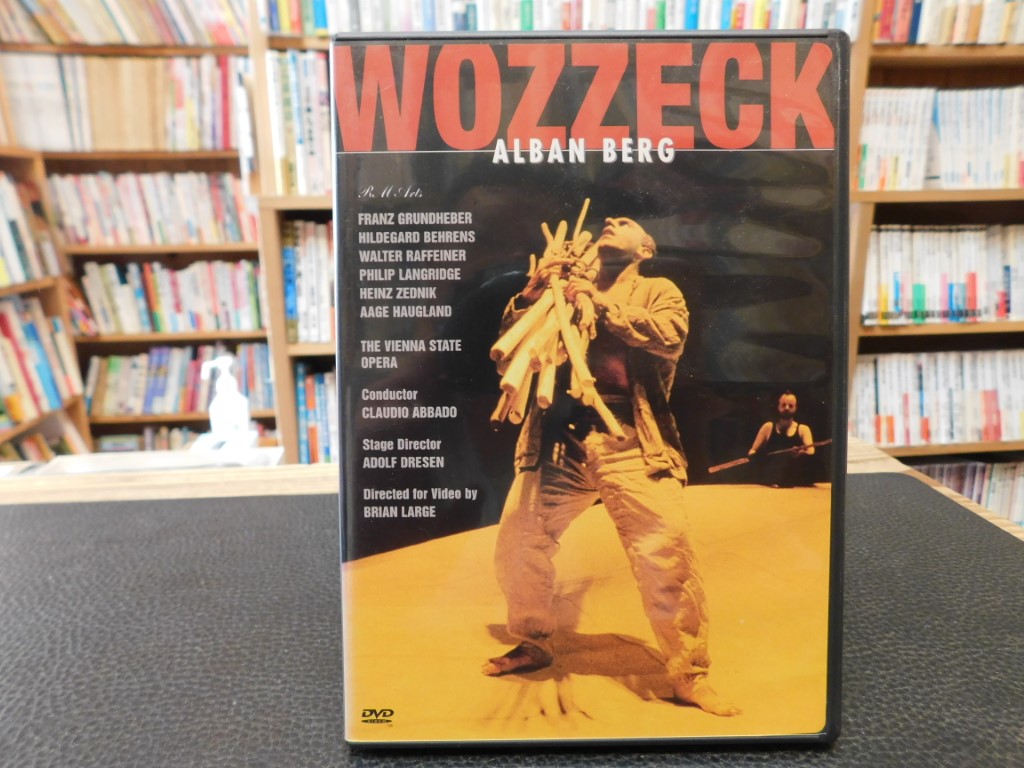 WOZZECK
ALBAN BERG
RM Arts
FRANZ GRUNDHEBER
HILDEGARD BEHRENS
WALTER RAFFEINER
PHILIP LANGRIDGE
HEINZ ZEDNIK
AAGE HAUGLAND
THE VIENNA STATE
OPERA
Conductor
CLAUDIO ABBADO
Stage Director
ADOLF DRESEN
Directed for Video by
BRIAN LARGE
DVD
VIDEO